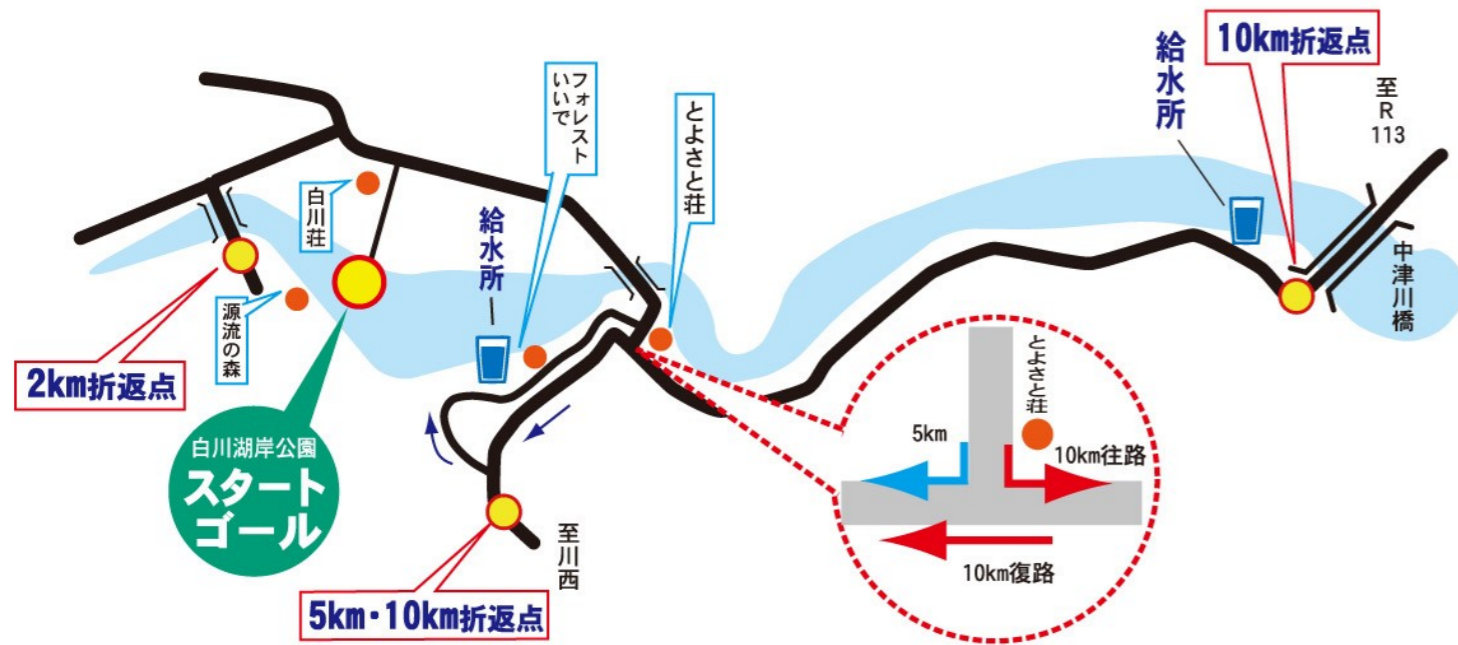 10km折返点
給水所
至R113
フォレスト
いいで
とよさと荘
白川荘
給水所
中津川橋
源流の森
2km折返点
とよさと荘
5km
10km往路
白川湖岸公園
スタート
ゴール
至川西
10km復路
5km・10km折返点